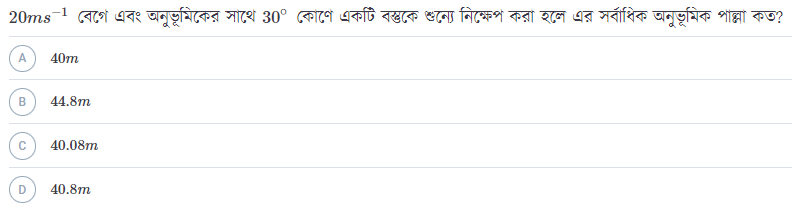 20ms⁻¹ বেগে এবং অনুভূমিকের সাথে 30° কোণে একটি বস্তুকে শুন্যে নিক্ষেপ করা হলে এর সর্বাধিক অনুভূমিক পাল্লা কত?
A 40m
B 44.8m
C 40.08m
D 40.8m